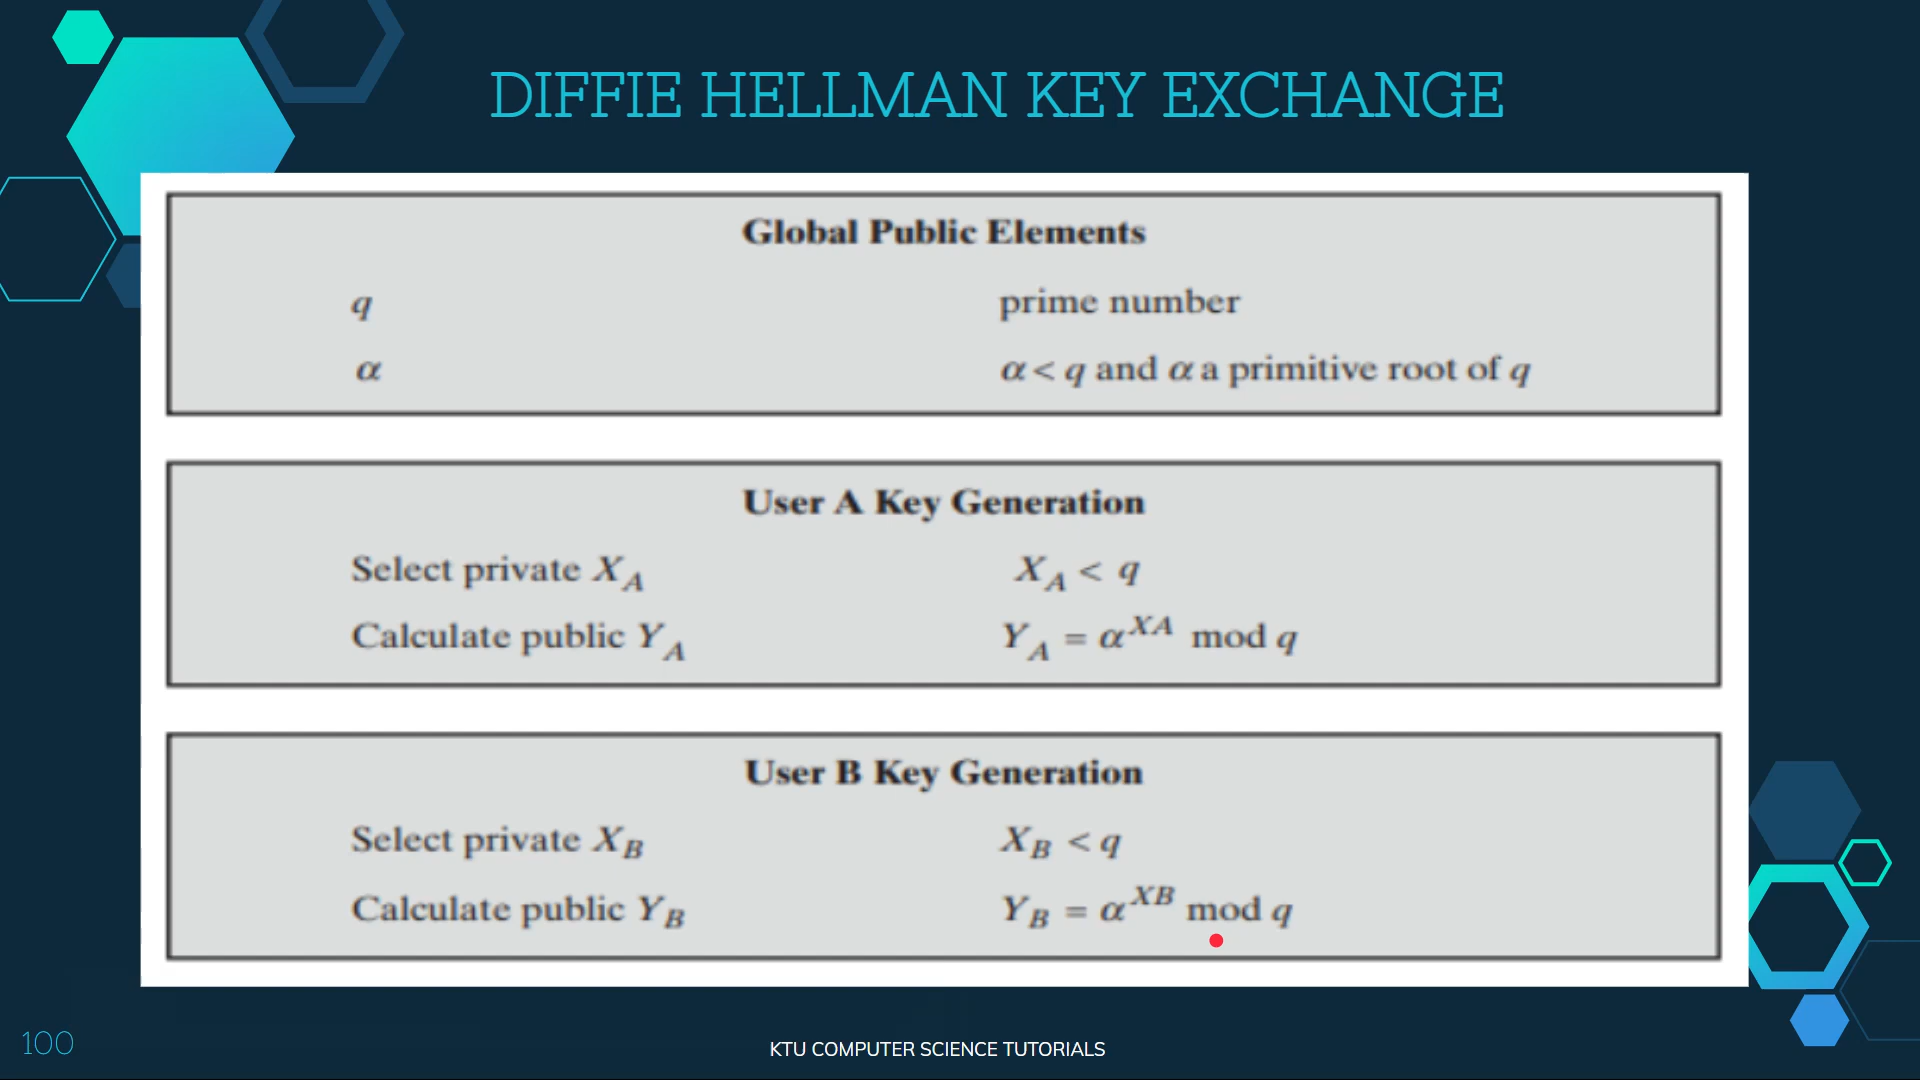 DIFFIE HELLMAN KEY EXCHANGE
Global Public Elements
q prime number
α α < q and α a primitive root of q
User A Key Generation
Select private X_A X_A < q
Calculate public Y_A Y_A = α^XA mod q
User B Key Generation
Select private X_B X_B < q
Calculate public Y_B Y_B = α^XB mod q
100
KTU COMPUTER SCIENCE TUTORIALS